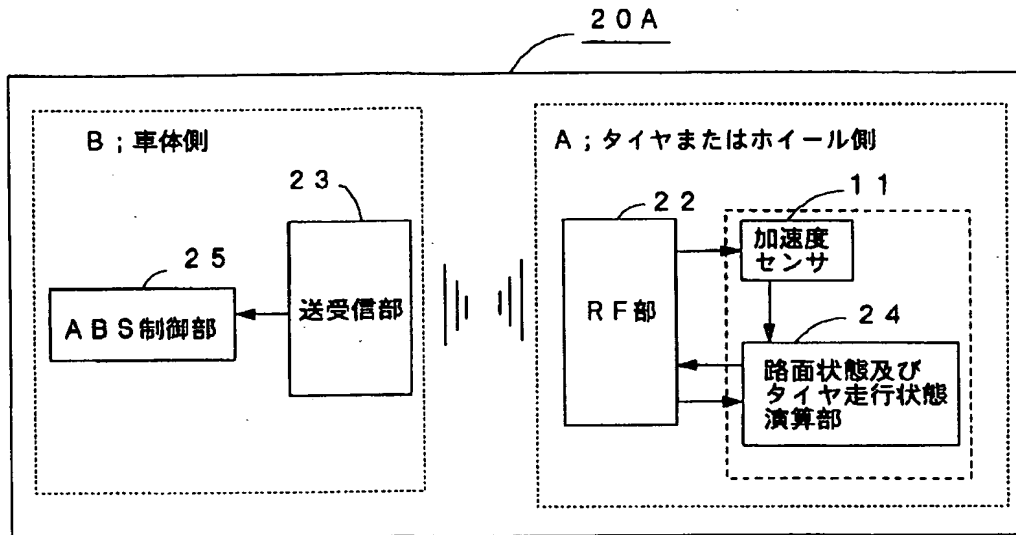 ２０Ａ
Ｂ；車体側
２３
２５
ＡＢＳ制御部
送受信部
Ａ；タイヤまたはホイール側
２２
１１
ＲＦ部
加速度
センサ
２４
路面状態及び
タイヤ走行状態
演算部